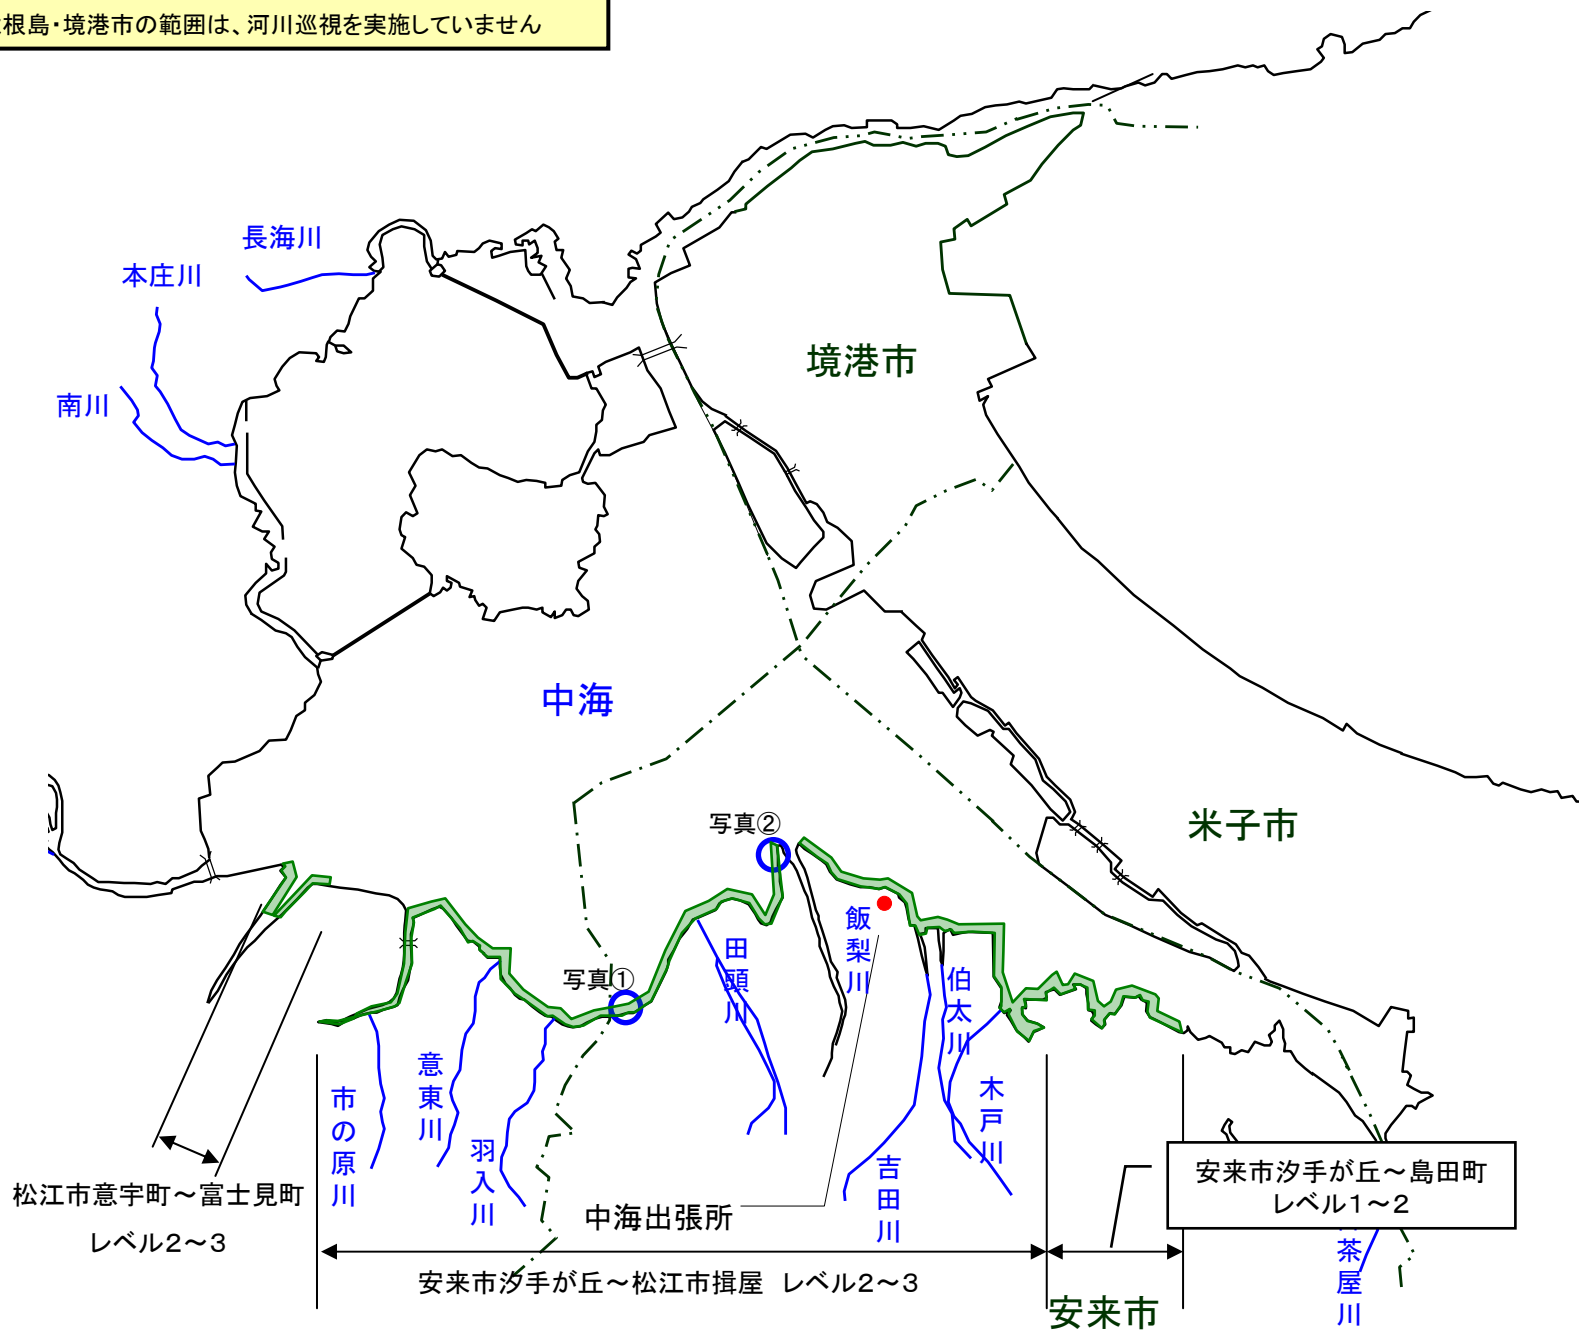 根島・境港市の範囲は、河川巡視を実施していません
長海川
本庄川
境港市
南川
中海
米子市
写真②
飯梨川
田頭川
写真①
伯太川
意東川
木戸川
市の原川
羽入川
吉田川
安来市汐手が丘～島田町
レベル1～2
松江市意宇町～富士見町
レベル2～3
中海出張所
茶屋川
安来市汐手が丘～松江市揖屋 レベル2～3
安来市